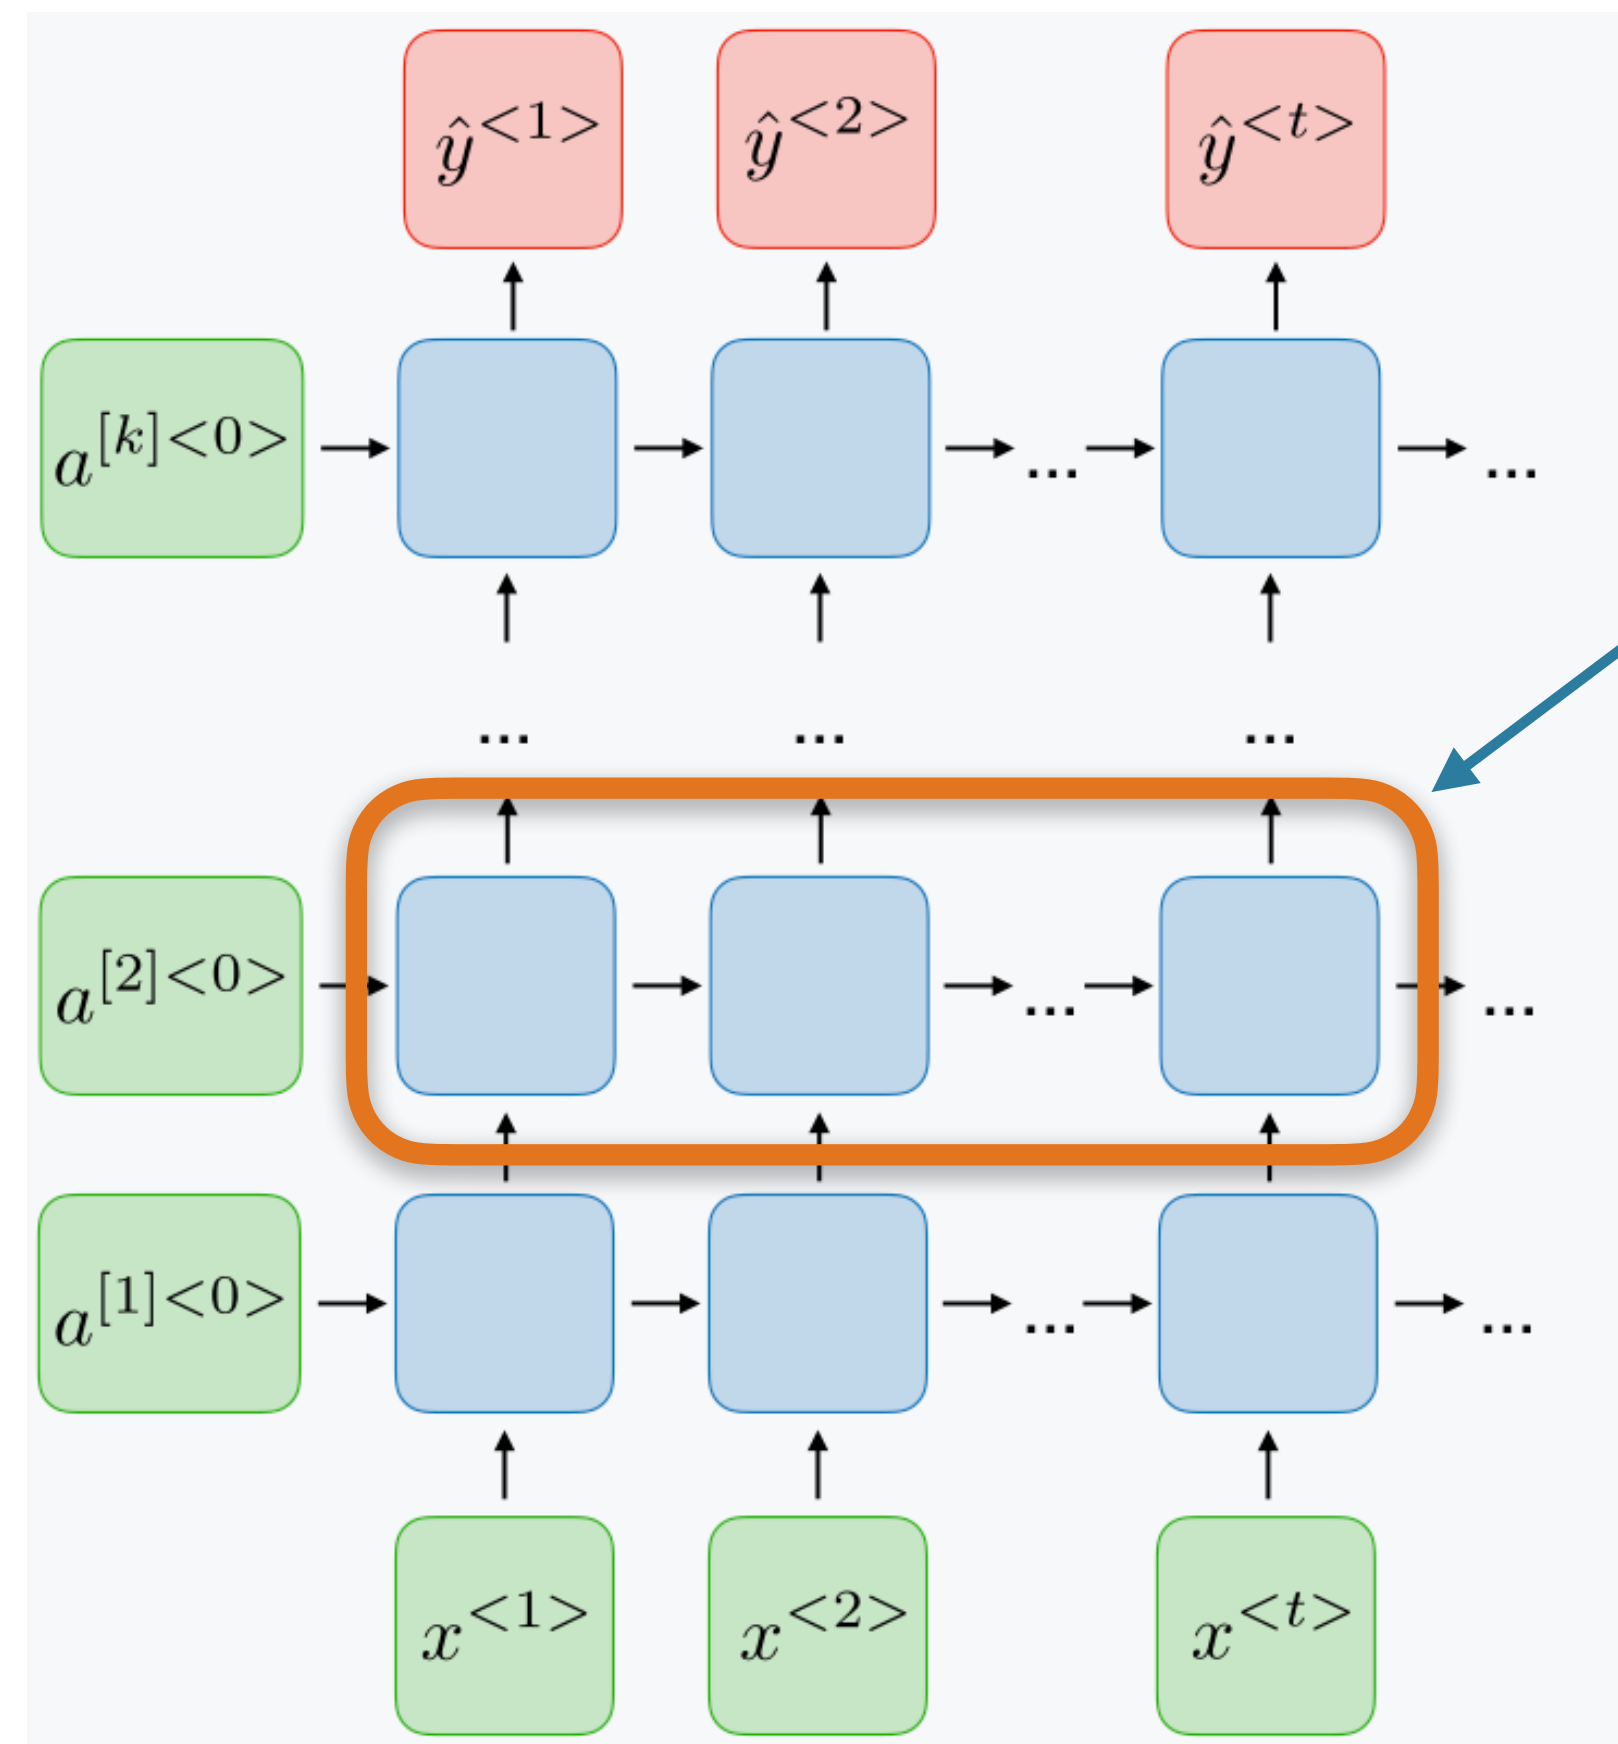 ŷ<1> ŷ<2> ŷ<t>
a[k]<0> ... ...
... ... ...
a[2]<0> ... ...
a[1]<0> ... ...
x<1> x<2> x<t>